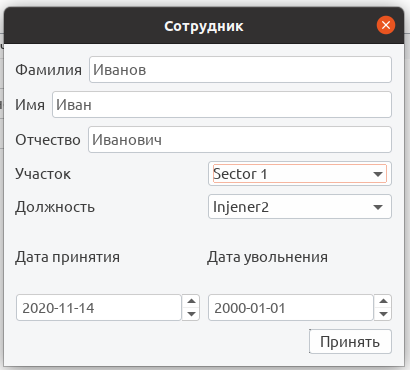 Сотрудник
Фамилия Иванов
Имя Иван
Отчество Иванович
Участок Sector 1
Должность Injener2
Дата принятия Дата увольнения
2020-11-14 2000-01-01
Принять